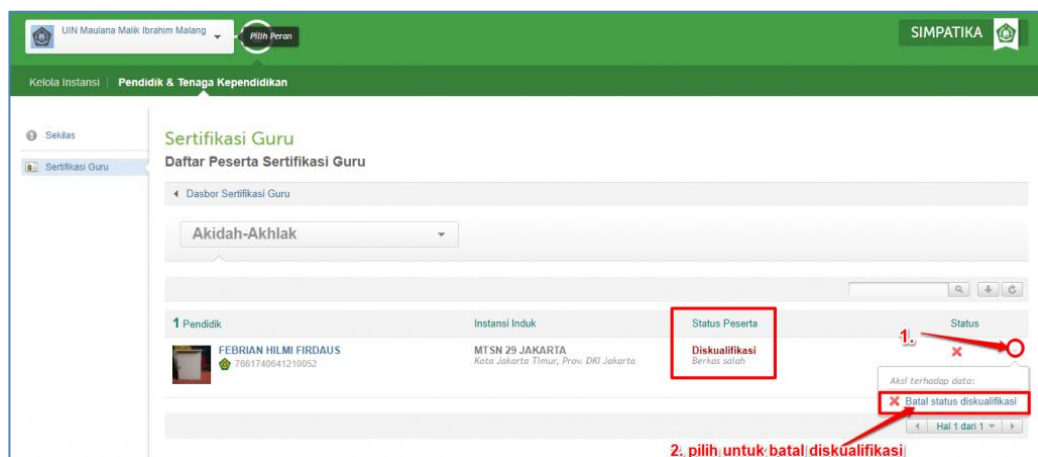 UIN Maulana Malik Ibrahim Malang
Pilih Peran
SIMPATIKA
Kelola Instansi | Pendidik & Tenaga Kependidikan
Sekilas
Sertifikasi Guru
Sertifikasi Guru
Daftar Peserta Sertifikasi Guru
Dasbor Sertifikasi Guru
Akidah-Akhlak
1 Pendidik Instansi Induk Status Peserta Status
1.
FEBRIAN HILMI FIRDAUS MTSN 29 JAKARTA Diskualifikasi
7661740641210052 Kota Jakarta Timur, Prov. DKI Jakarta Berkas salah
Aksi terhadap data:
Batal status diskualifikasi
Hal 1 dari 1
2. pilih untuk batal diskualifikasi